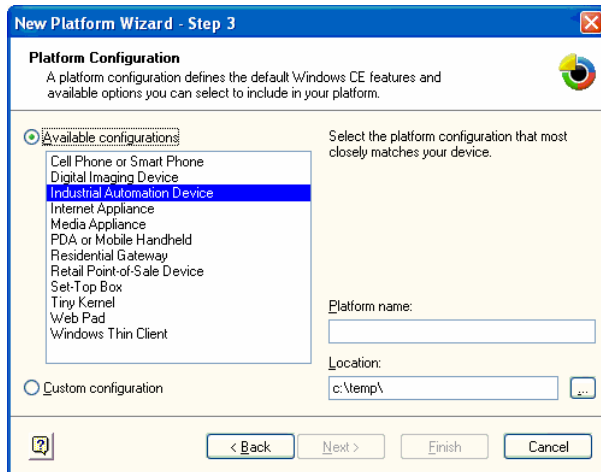 New Platform Wizard - Step 3
Platform Configuration
A platform configuration defines the default Windows CE features and
available options you can select to include in your platform.
Available configurations
Cell Phone or Smart Phone
Digital Imaging Device
Industrial Automation Device
Internet Appliance
Media Appliance
PDA or Mobile Handheld
Residential Gateway
Retail Point-of-Sale Device
Set-Top Box
Tiny Kernel
Web Pad
Windows Thin Client
Custom configuration
Select the platform configuration that most
closely matches your device.
Platform name:
Location:
c:\temp\
...
?
< Back
Next >
Finish
Cancel